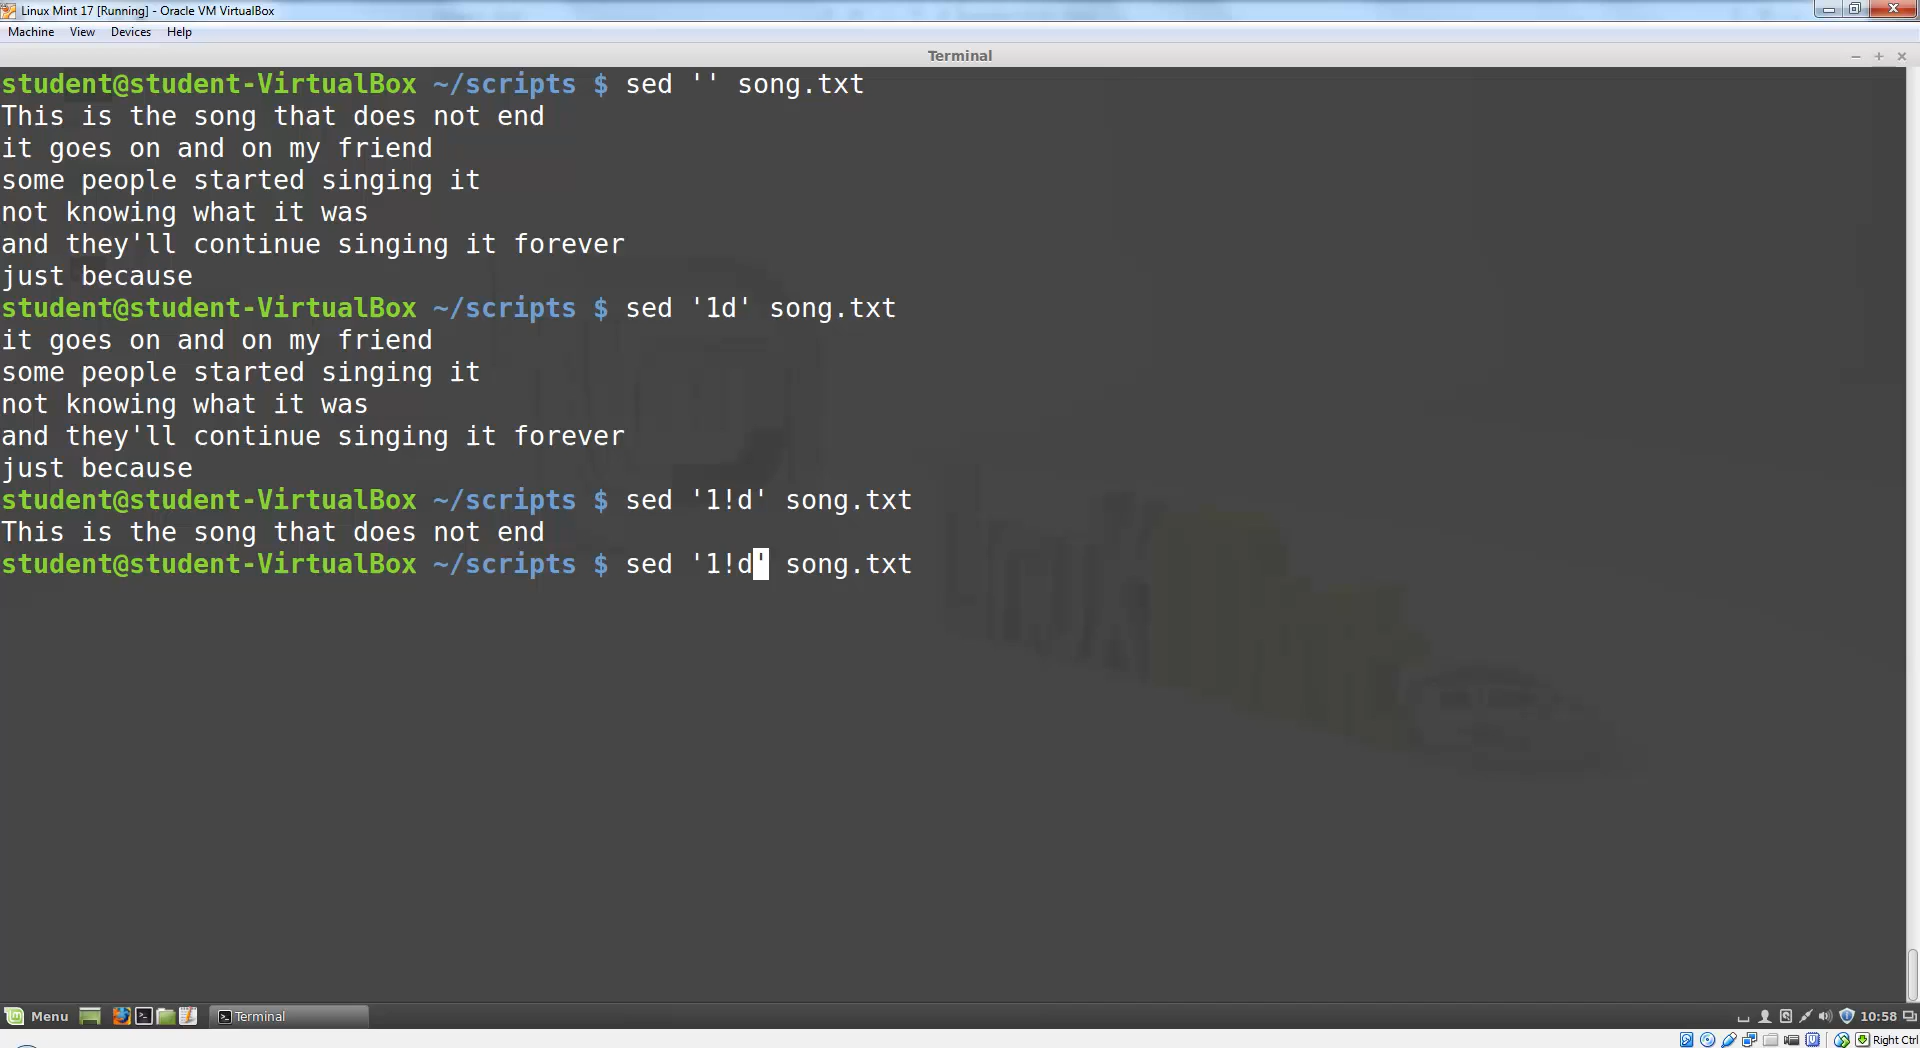 Linux Mint 17 [Running] - Oracle VM VirtualBox
Machine View Devices Help
Terminal
student@student-VirtualBox ~/scripts $ sed '' song.txt
This is the song that does not end
it goes on and on my friend
some people started singing it
not knowing what it was
and they'll continue singing it forever
just because
student@student-VirtualBox ~/scripts $ sed '1d' song.txt
it goes on and on my friend
some people started singing it
not knowing what it was
and they'll continue singing it forever
just because
student@student-VirtualBox ~/scripts $ sed '1!d' song.txt
This is the song that does not end
student@student-VirtualBox ~/scripts $ sed '1!d' song.txt
Menu Terminal 10:58
Right Ctrl